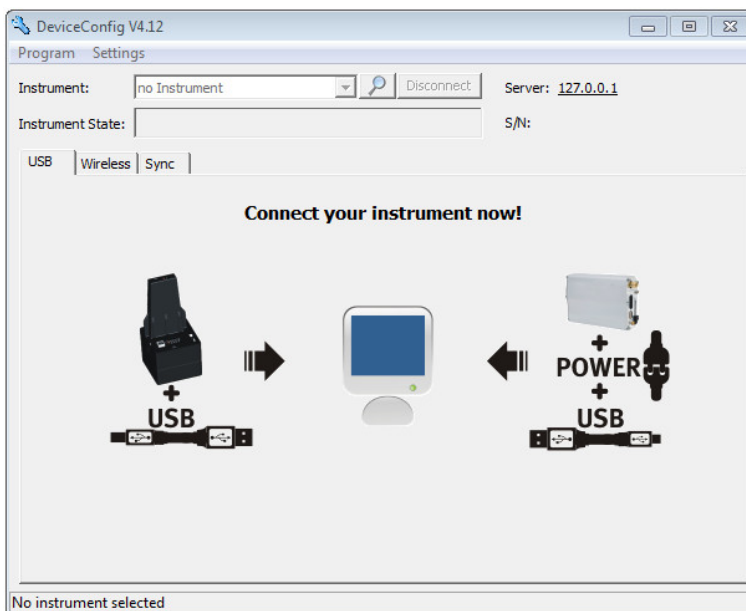 DeviceConfig V4.12
Program Settings
Instrument: no Instrument Disconnect Server: 127.0.0.1
Instrument State: S/N:
USB Wireless Sync
Connect your instrument now!
+
USB
+
POWER
+
USB
No instrument selected